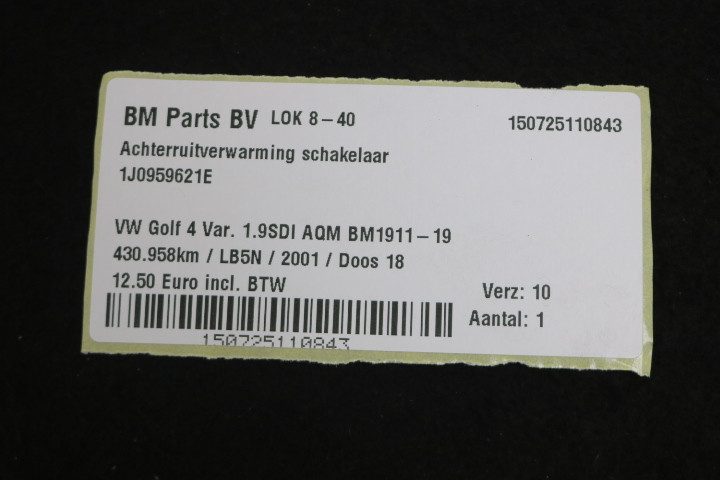 BM Parts BV LOK 8-40 150725110843
Achterruitverwarming schakelaar
1J0959621E
VW Golf 4 Var. 1.9SDI AQM BM1911-19
430.958km / LB5N / 2001 / Doos 18
12.50 Euro incl. BTW Verz: 10
Aantal: 1
150725110843